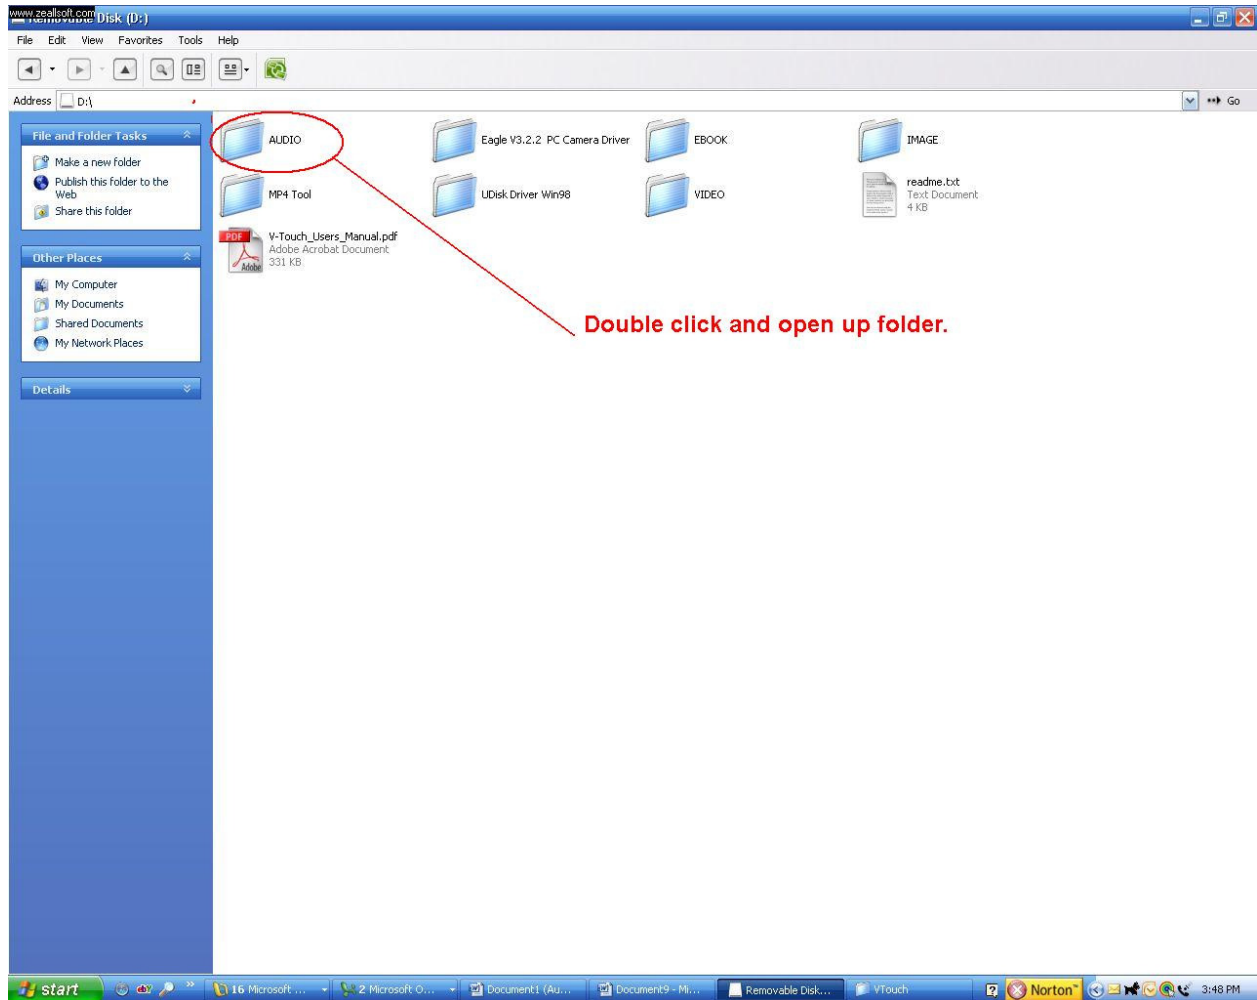 www.zeallsoft.com
Removable Disk (D:)
File Edit View Favorites Tools Help
Address D:\ Go
File and Folder Tasks
Make a new folder
Publish this folder to the
Web
Share this folder
Other Places
My Computer
My Documents
Shared Documents
My Network Places
Details
AUDIO
Eagle V3.2.2 PC Camera Driver
EBOOK
IMAGE
MP4 Tool
UDisk Driver Win98
VIDEO
readme.txt
Text Document
4 KB
PDF
Adobe
V-Touch_Users_Manual.pdf
Adobe Acrobat Document
331 KB
Double click and open up folder.
start
16 Microsoft ...
2 Microsoft O...
Document1 (Au...
Document9 - Mi...
Removable Disk...
VTouch
Norton™
3:48 PM